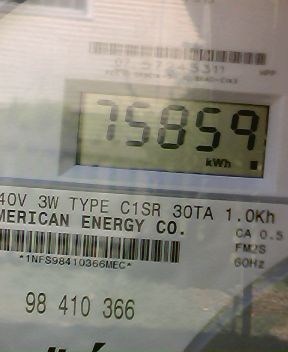 75859
kWh
40V 3W TYPE C1SR 30TA 1.0Kh
MERICAN ENERGY CO.
CA 0.5
*1NFS98410366MEC*
FM2S
60Hz
98 410 366